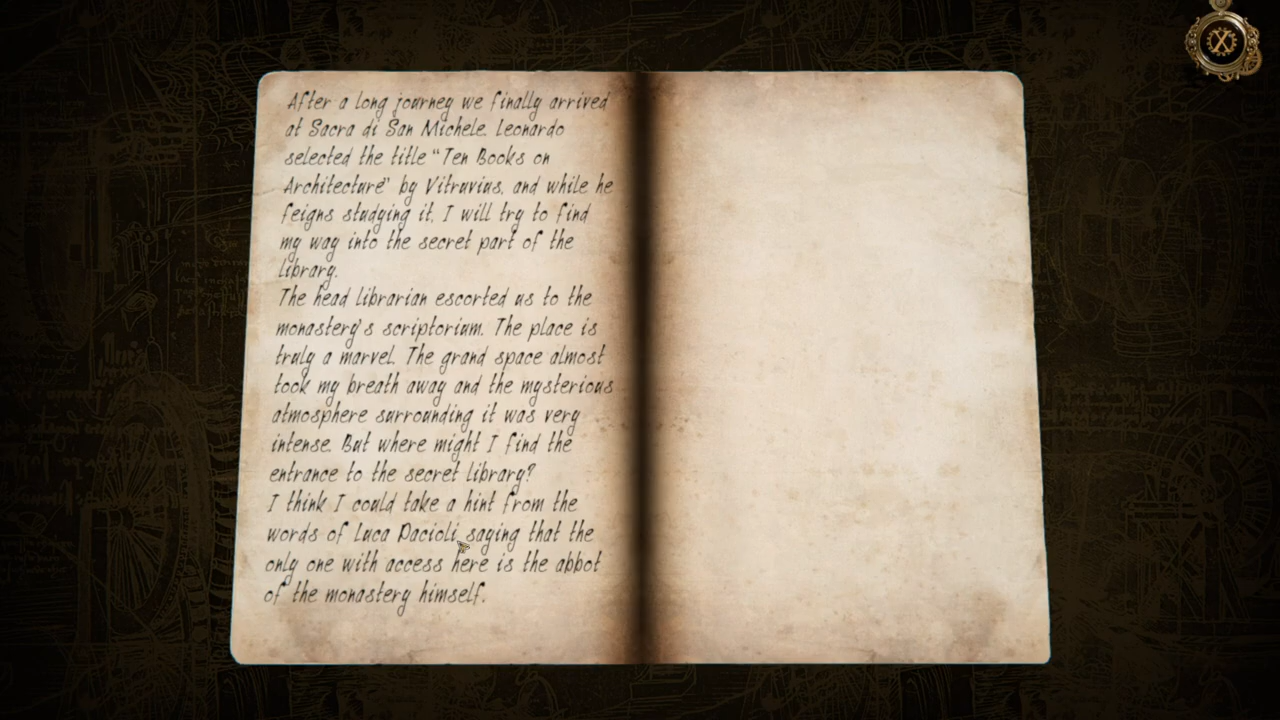 After a long journey we finally arrived
at Sacra di San Michele. Leonardo
selected the title "Ten Books on
Architecture" by Vitruvius, and while he
feigns studying it, I will try to find
my way into the secret part of the
library.
The head librarian escorted us to the
monastery's scriptorium. The place is
truly a marvel. The grand space almost
took my breath away and the mysterious
atmosphere surrounding it was very
intense. But where might I find the
entrance to the secret library?
I think I could take a hint from the
words of Luca Pacioli, saying that the
only one with access here is the abbot
of the monastery himself.